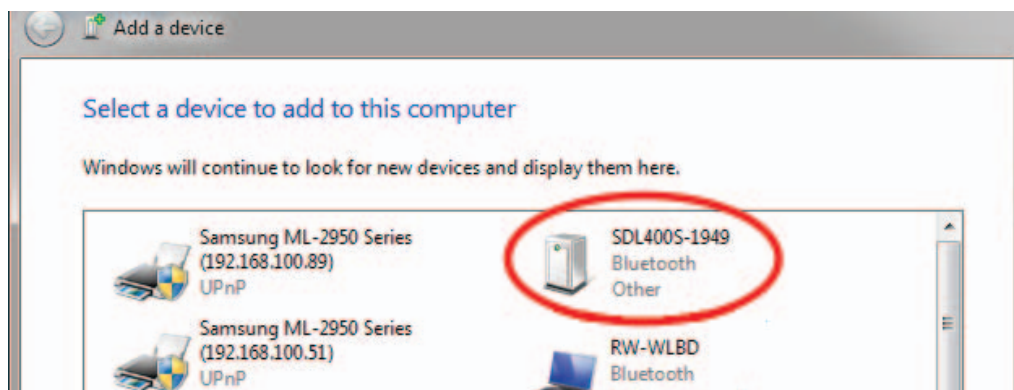 Add a device
Select a device to add to this computer
Windows will continue to look for new devices and display them here.
Samsung ML-2950 Series
(192.168.100.89)
UPnP
SDL400S-1949
Bluetooth
Other
Samsung ML-2950 Series
(192.168.100.51)
UPnP
RW-WLBD
Bluetooth